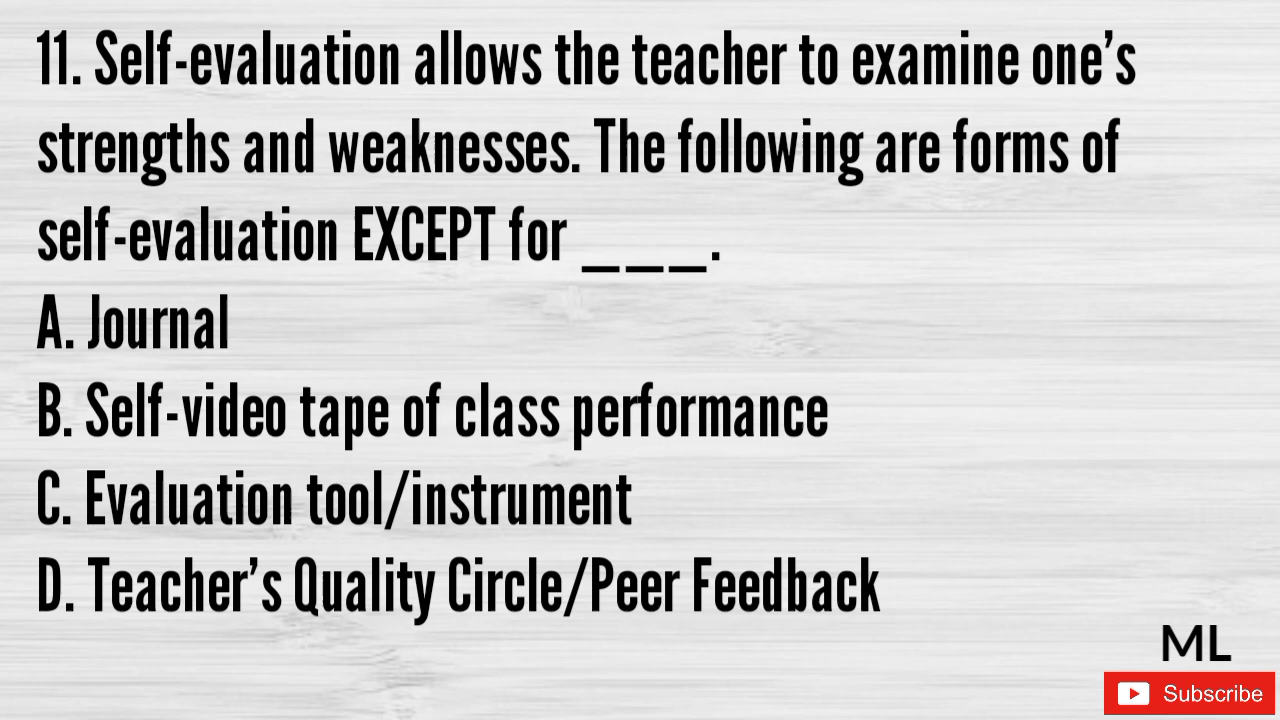 11. Self-evaluation allows the teacher to examine one’s
strengths and weaknesses. The following are forms of
self-evaluation EXCEPT for ___.
A. Journal
B. Self-video tape of class performance
C. Evaluation tool/instrument
D. Teacher’s Quality Circle/Peer Feedback
ML
Subscribe